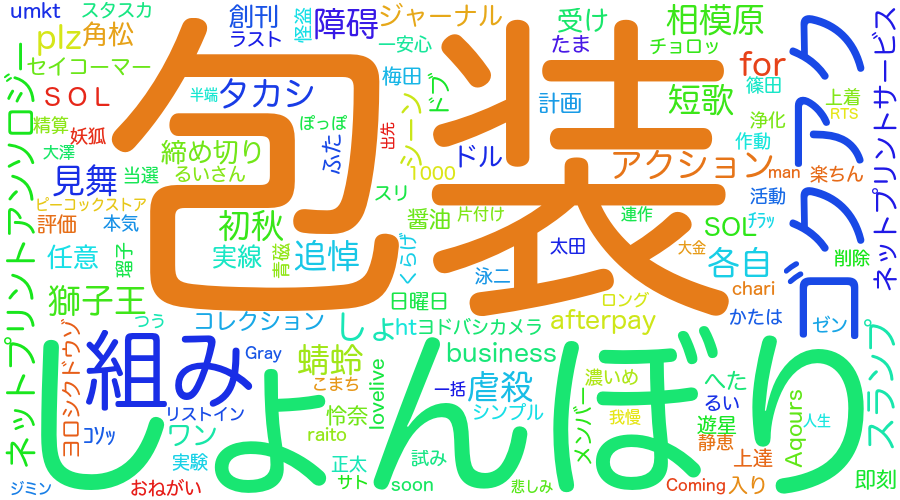 umkt
スタスカ
創刊
怪盗
障碍
ジャーナル
受け
相模原
plz
角松
ラスト
一安心
たま
チョロッ
for
セイコーマー
半端
タカシ
梅田
ドブ
計画
短歌
篠田
上着
RTS
SOL
精算
妖狐
ぽっぽ
出先
シーン
浄化
大澤
締め切り
ふた
ドル
アクション
作動
man
楽ちん
見舞
当選
るいさん
1000
スリ
活動
ピーコックストア
評価
本気
初秋
醤油
片付け
連作
SOL
ﾁﾗｯ
包装
任意
瑠子
実線
青磁
追悼
くらげ
太田
大金
各自
削除
泳二
chari
獅子王
日曜日
ロング
つう
コレクション
しょ
ht
ヨドバシカメラ
afterpay
かたは
ゼン
ゴクアクク
ネットプリントサービス
ネットプリントアンソロジー
ヨロシクドウゾ
組み
Gray
蜻蛉
こまち
lovelive
business
一括
虐殺
濃いめ
へた
スランプ
ｺｿｯ
リストイン
ワン
怜奈
raito
シンプル
メンバー
我慢
るい
遊星
静恵
Aqours
人生
しょんぼり
実験
正太
サト
試み
soon
悲しみ
上達
Coming
入り
即刻
ジミン
おねがい